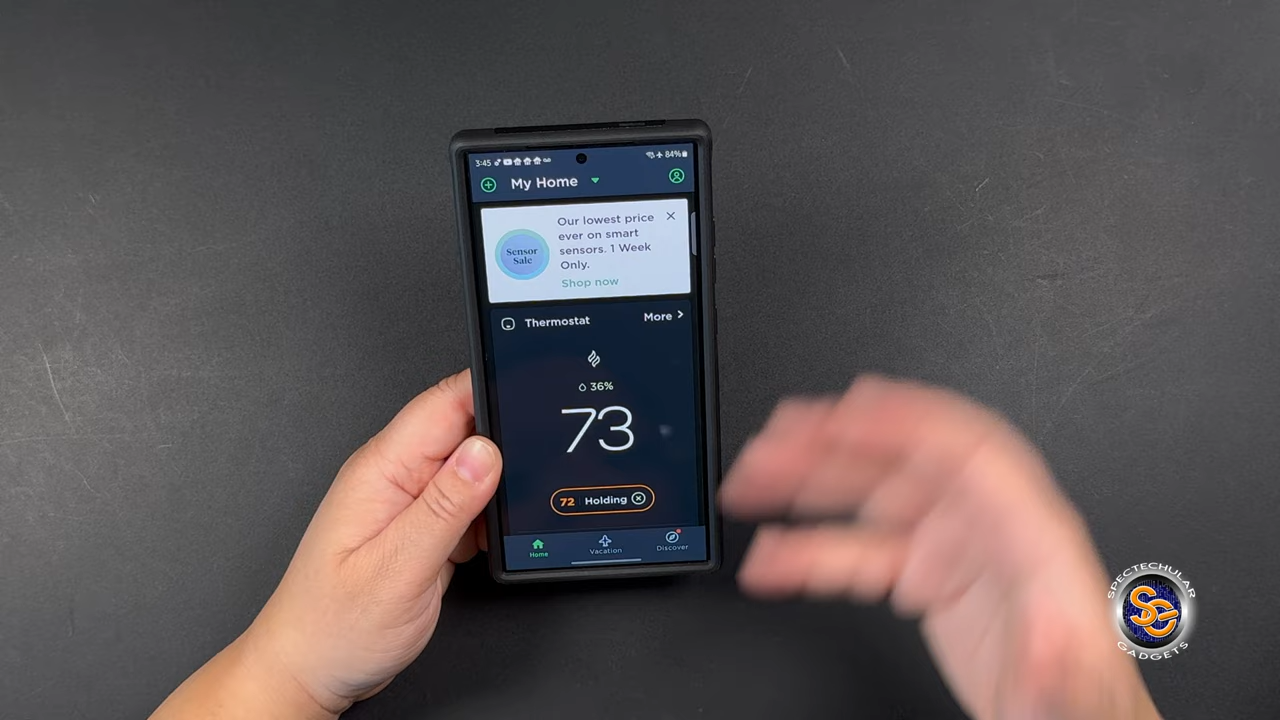 3:45
84%
My Home
Our lowest price
ever on smart
sensors. 1 Week
Only.
Shop now
Sensor
Sale
Thermostat
More
36%
73
72 Holding
Home
Vacation
Discover
SPECTECHULAR
SG
GADGETS